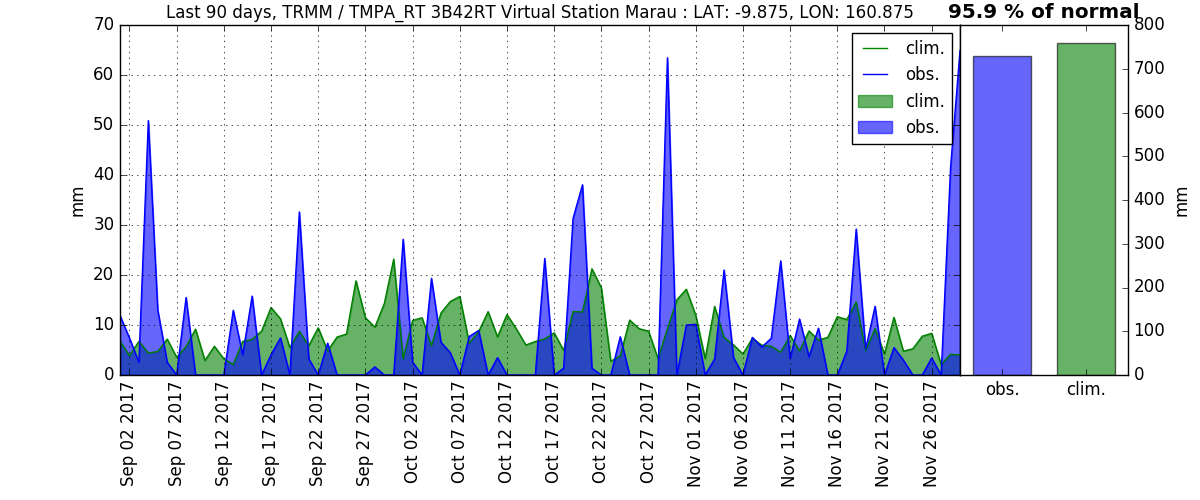 Last 90 days, TRMM / TMPA_RT 3B42RT Virtual Station Marau : LAT: -9.875, LON: 160.875
95.9 % of normal
clim.
obs.
clim.
obs.
mm
70
60
50
40
30
20
10
0
Sep 02 2017
Sep 07 2017
Sep 12 2017
Sep 17 2017
Sep 22 2017
Sep 27 2017
Oct 02 2017
Oct 07 2017
Oct 12 2017
Oct 17 2017
Oct 22 2017
Oct 27 2017
Nov 01 2017
Nov 06 2017
Nov 11 2017
Nov 16 2017
Nov 21 2017
Nov 26 2017
800
700
600
500
400
300
200
100
0
mm
obs.
clim.